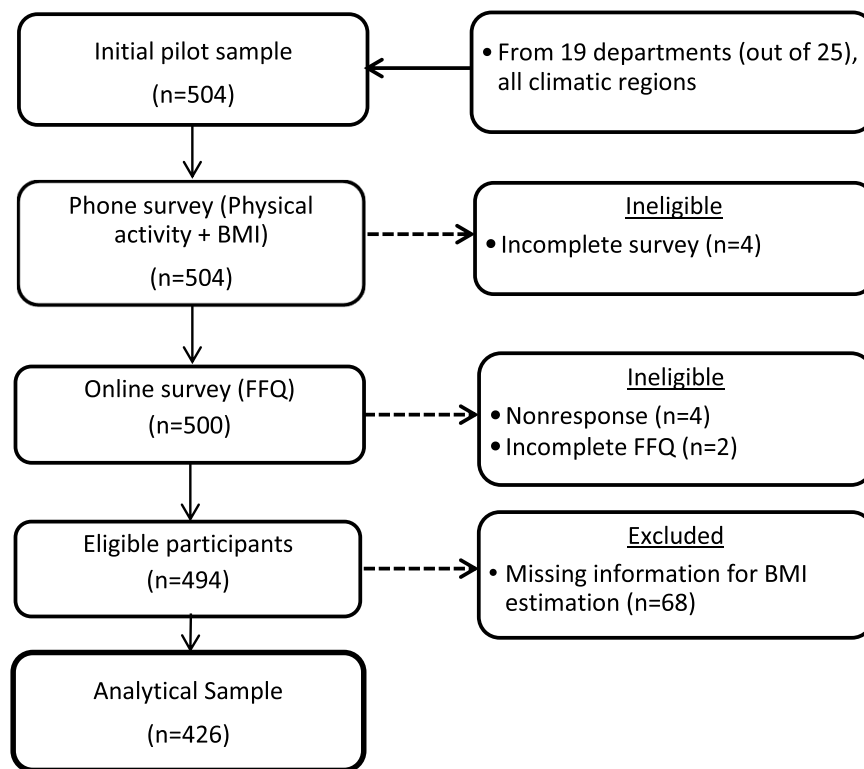 Initial pilot sample
(n=504)
• From 19 departments (out of 25),
all climatic regions
Phone survey (Physical
activity + BMI)
(n=504)
Ineligible
• Incomplete survey (n=4)
Online survey (FFQ)
(n=500)
Ineligible
• Nonresponse (n=4)
• Incomplete FFQ (n=2)
Eligible participants
(n=494)
Excluded
• Missing information for BMI
estimation (n=68)
Analytical Sample
(n=426)